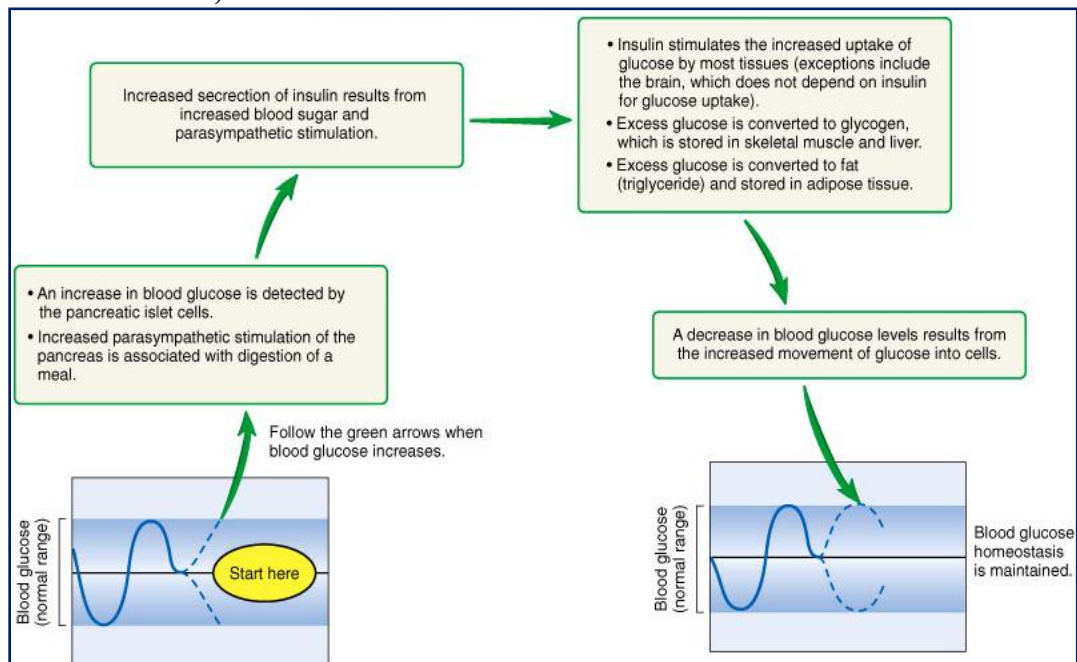 Increased secrection of insulin results from
increased blood sugar and
parasympathetic stimulation.
• Insulin stimulates the increased uptake of
glucose by most tissues (exceptions include
the brain, which does not depend on insulin
for glucose uptake).
• Excess glucose is converted to glycogen,
which is stored in skeletal muscle and liver.
• Excess glucose is converted to fat
(triglyceride) and stored in adipose tissue.
• An increase in blood glucose is detected by
the pancreatic islet cells.
• Increased parasympathetic stimulation of the
pancreas is associated with digestion of a
meal.
A decrease in blood glucose levels results from
the increased movement of glucose into cells.
Follow the green arrows when
blood glucose increases.
Blood glucose
(normal range)
Start here
Blood glucose
(normal range)
Blood glucose
homeostasis
is maintained.